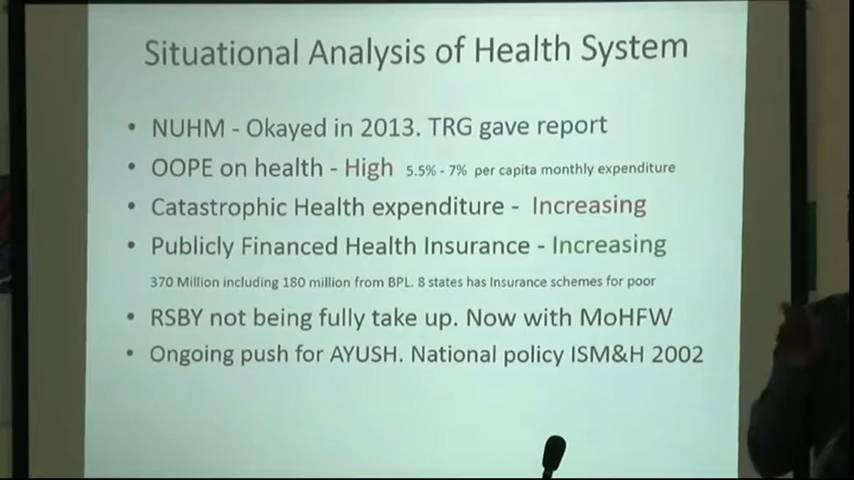 Situational Analysis of Health System
• NUHM - Okayed in 2013. TRG gave report
• OOPE on health - High 5.5% - 7% per capita monthly expenditure
• Catastrophic Health expenditure - Increasing
• Publicly Financed Health Insurance - Increasing
370 Million including 180 million from BPL. 8 states has Insurance schemes for poor
• RSBY not being fully take up. Now with MoHFW
• Ongoing push for AYUSH. National policy ISM&H 2002